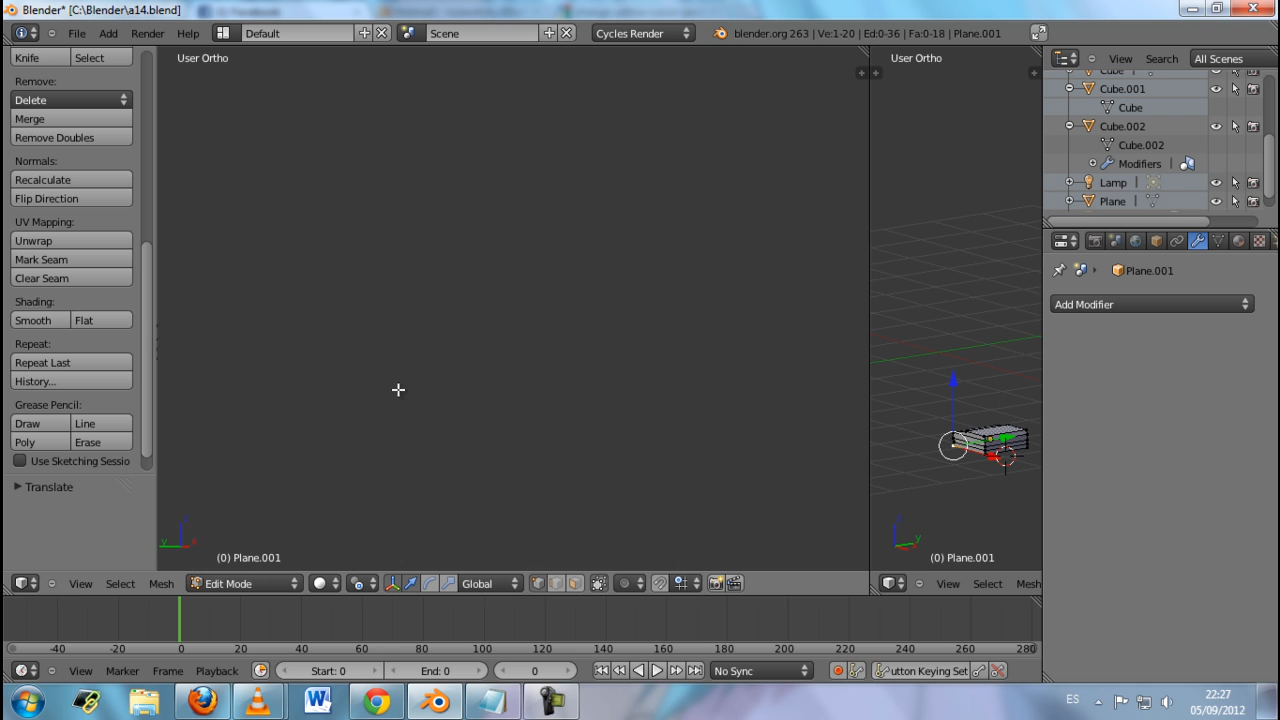 Blender* [C:\Blender\a14.blend]
File Add Render Help Default Scene Cycles Render blender.org 263 | Ve:1-20 | Ed:0-36 | Fa:0-18 | Plane.001
Knife Select
Remove:
Delete
Merge
Remove Doubles
Normals:
Recalculate
Flip Direction
UV Mapping:
Unwrap
Mark Seam
Clear Seam
Shading:
Smooth Flat
Repeat:
Repeat Last
History...
Grease Pencil:
Draw Line
Poly Erase
Use Sketching Sessio
Translate
User Ortho
(0) Plane.001
User Ortho
(0) Plane.001
View Search All Scenes
Cube
Cube.001
Cube
Cube.002
Cube.002
Modifiers
Lamp
Plane
Plane.001
Add Modifier
View Select Mesh Edit Mode Global
View Select Mesh
-40 -20 0 20 40 60 80 100 120 140 160 180 200 220 240 260 280
View Marker Frame Playback Start: 0 End: 0 0 No Sync utton Keying Set
ES
22:27
05/09/2012